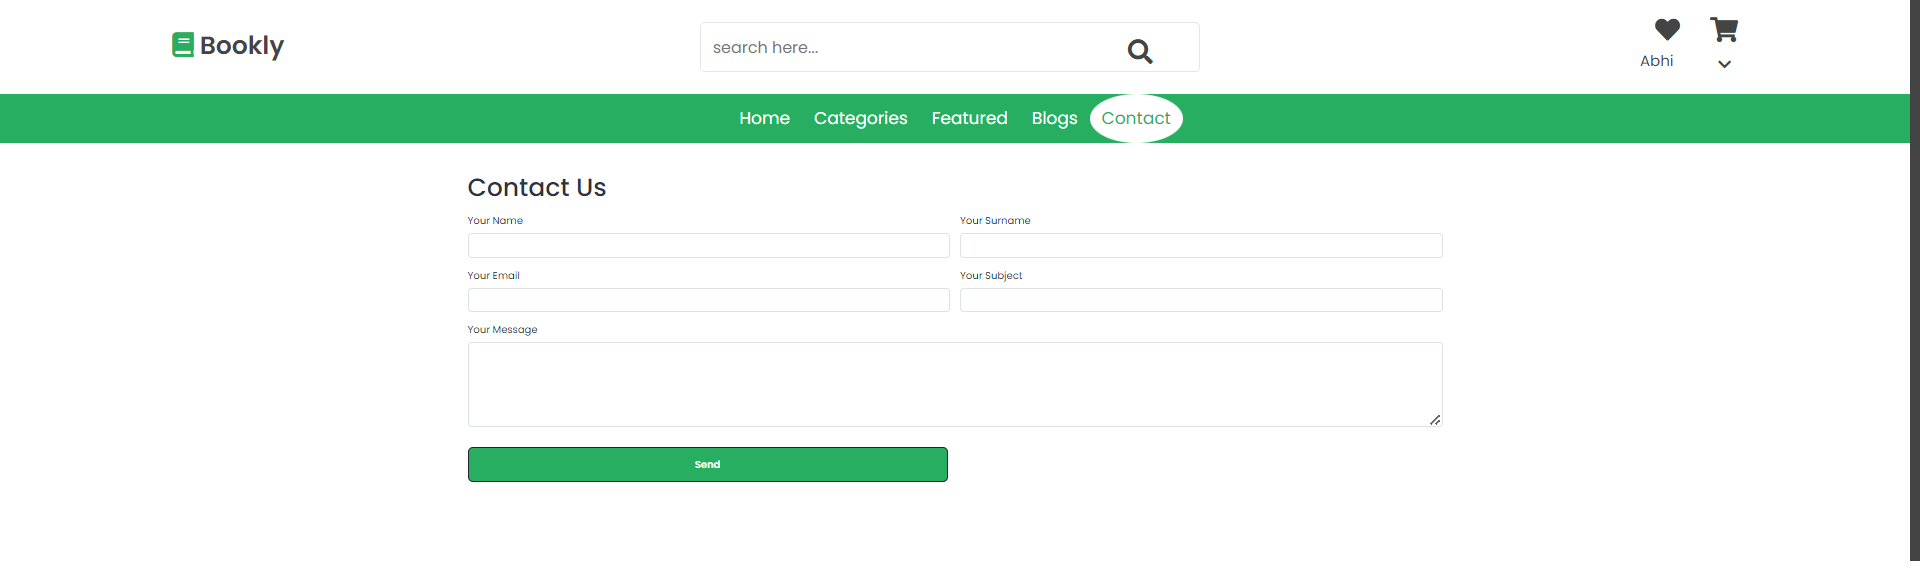 Bookly
search here...
Abhi
Home Categories Featured Blogs Contact
Contact Us
Your Name Your Surname
Your Email Your Subject
Your Message
Send